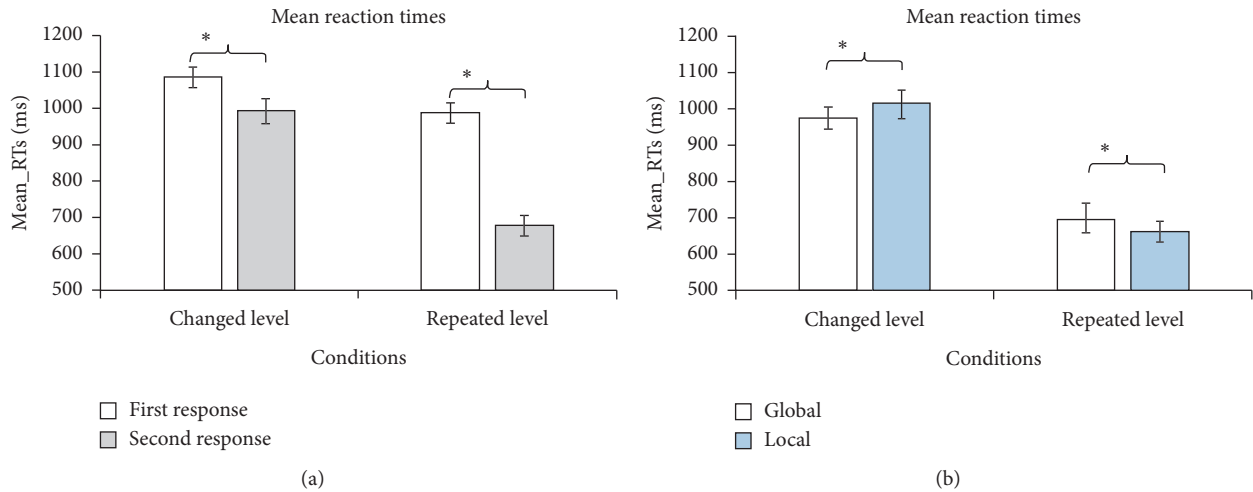 Mean reaction times
1200
1100
1000
900
800
700
600
500
Mean_RTs (ms)
*
*
Changed level
Repeated level
Conditions
First response
Second response
(a)
Mean reaction times
1200
1100
1000
900
800
700
600
500
Mean_RTs (ms)
*
*
Changed level
Repeated level
Conditions
Global
Local
(b)